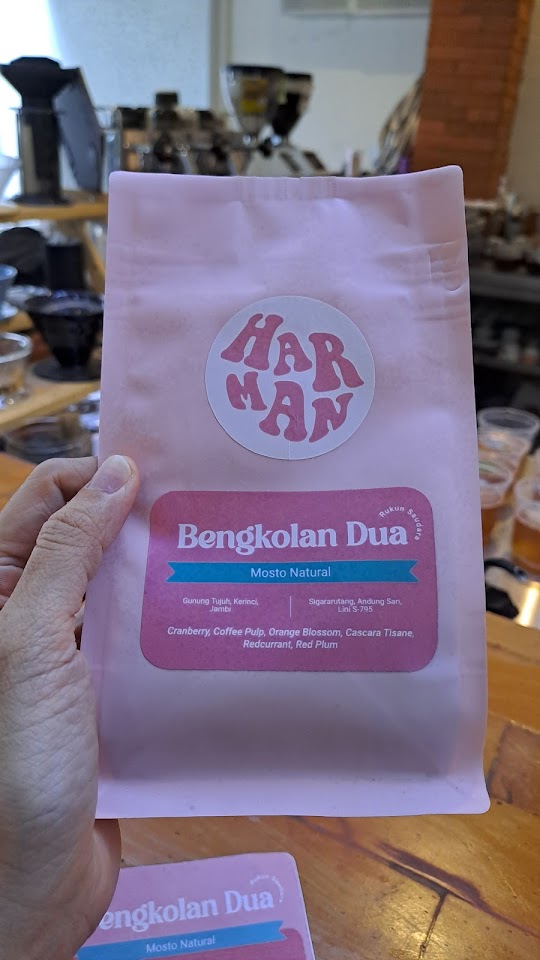 HAR
MAN
Rukun Saudara
Bengkolan Dua
Mosto Natural
Gunung Tujuh, Kerinci,
Jambi
Sigararutang, Andung Sari,
Lini S-795
Cranberry, Coffee Pulp, Orange Blossom, Cascara Tisane,
Redcurrant, Red Plum
Rukun Saudara
engkolan Dua
Mosto Natural